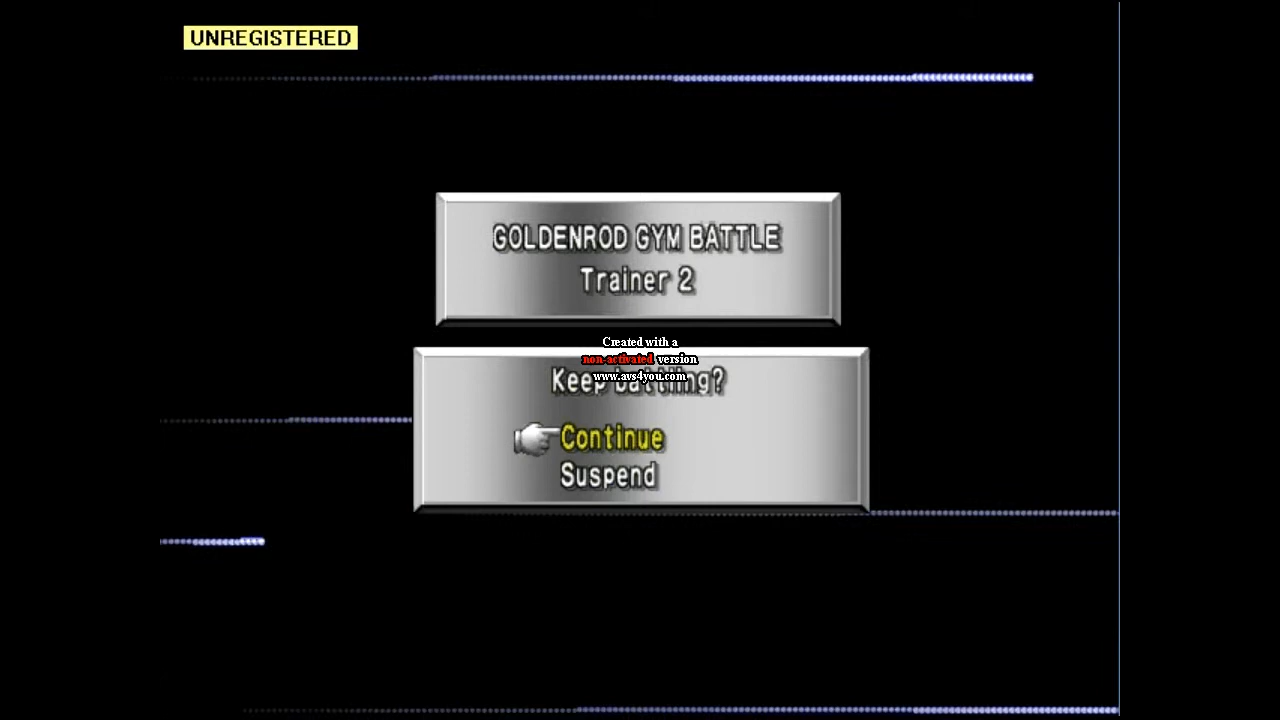 UNREGISTERED
GOLDENROD GYM BATTLE
Trainer 2
Created with a
non-activated version
www.avs4you.com
Keep battling?
Continue
Suspend